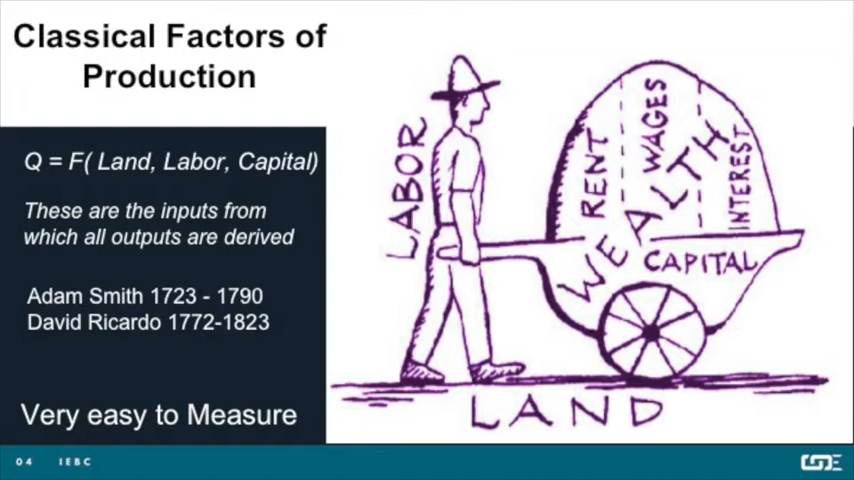 Classical Factors of
Production
Q = F( Land, Labor, Capital)
These are the inputs from
which all outputs are derived
Adam Smith 1723 - 1790
David Ricardo 1772-1823
Very easy to Measure
LABOR
RENT
WAGES
INTEREST
WEALTH
CAPITAL
LAND
04 IEBC